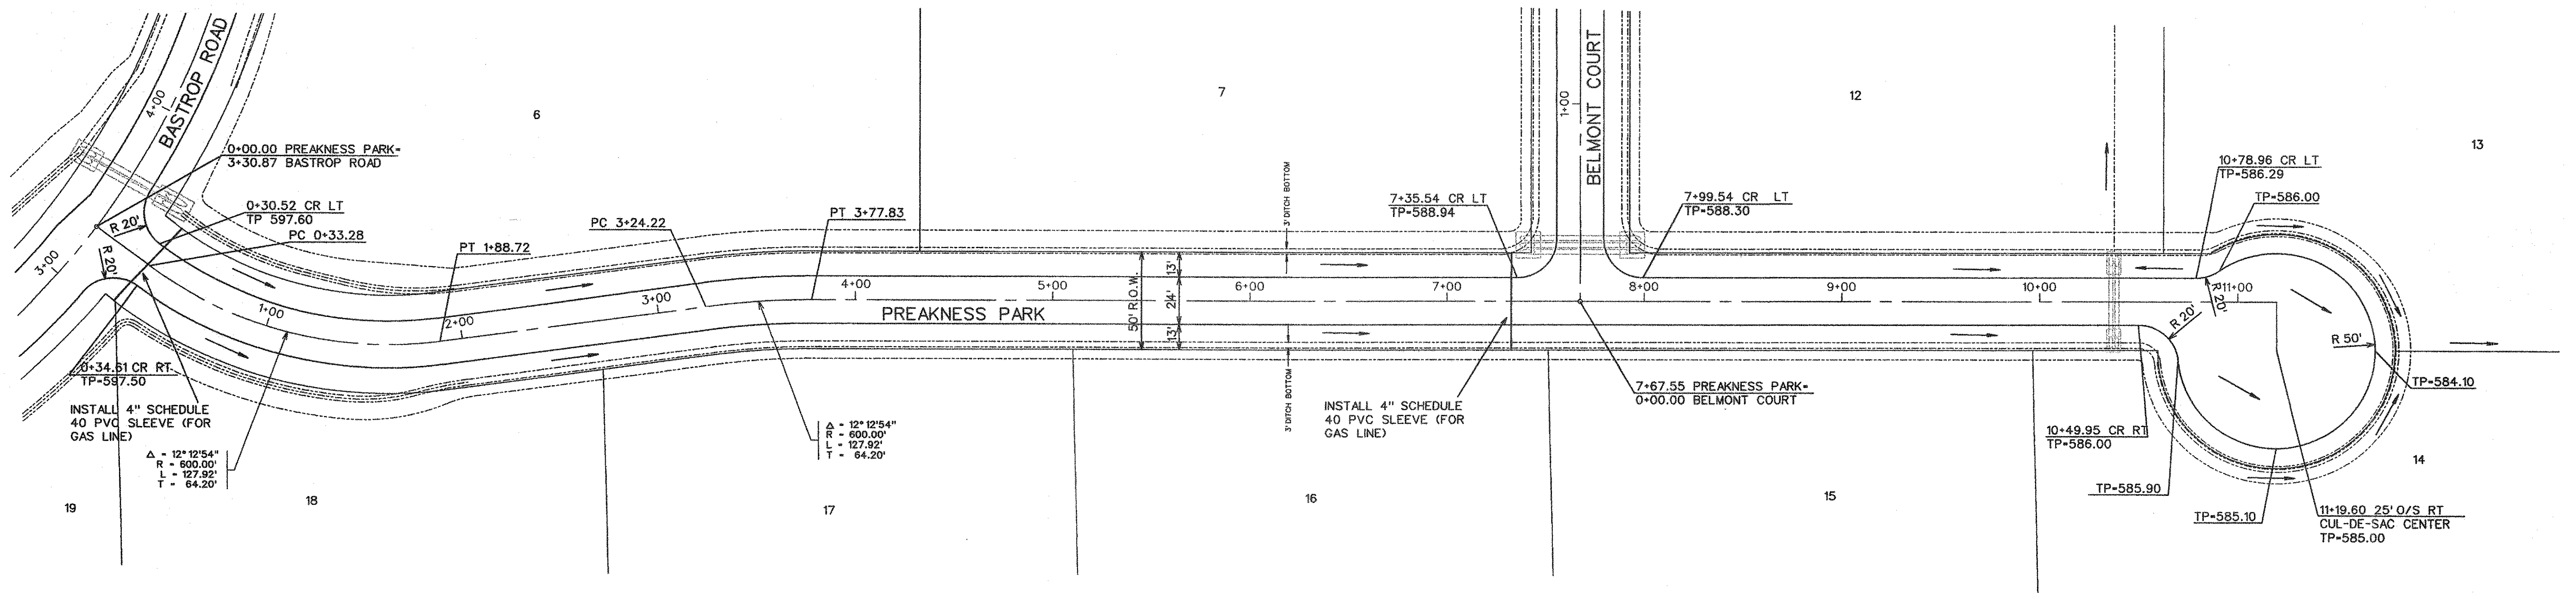 BASTROP ROAD
4+00
3+00
0+00.00 PREAKNESS PARK=
3+30.87 BASTROP ROAD
0+30.52 CR LT
TP 597.60
PC 0+33.28
R 20'
R 20'
PT 1+88.72
PC 3+24.22
PT 3+77.83
0+34.61 CR RT
TP=597.50
INSTALL 4" SCHEDULE
40 PVC SLEEVE (FOR
GAS LINE)
Δ = 12°12'54"
R = 600.00'
L = 127.92'
T = 64.20'
Δ = 12°12'54"
R = 600.00'
L = 127.92'
T = 64.20'
1+00
2+00
3+00
4+00
5+00
6+00
7+00
8+00
9+00
10+00
11+00
PREAKNESS PARK
50' R.O.W.
13'
24'
13'
3' DITCH BOTTOM
3' DITCH BOTTOM
7+35.54 CR LT
TP=588.94
1+00
BELMONT COURT
7+99.54 CR LT
TP=588.30
INSTALL 4" SCHEDULE
40 PVC SLEEVE (FOR
GAS LINE)
7+67.55 PREAKNESS PARK=
0+00.00 BELMONT COURT
10+78.96 CR LT
TP=586.29
TP=586.00
R 20'
R 20'
R 50'
TP=584.10
10+49.95 CR RT
TP=586.00
TP=585.90
TP=585.10
11+19.60 25' O/S RT
CUL-DE-SAC CENTER
TP=585.00
6
7
12
13
14
15
16
17
18
19